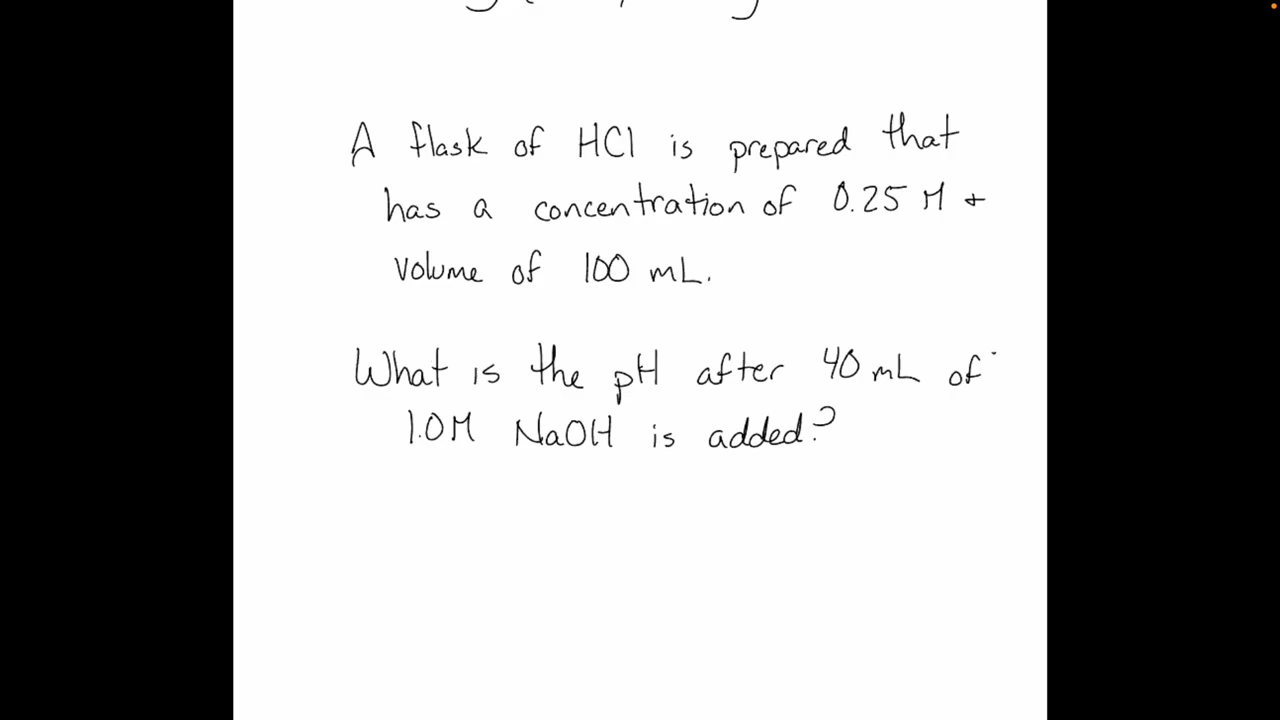 A flask of HCl is prepared that
has a concentration of 0.25 M +
volume of 100 mL.
What is the pH after 40 mL of
1.0M NaOH is added?